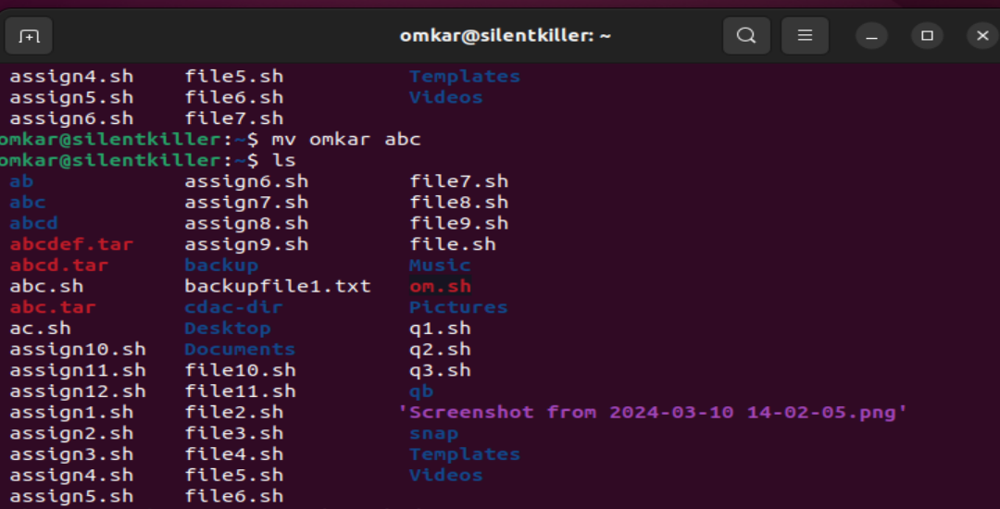 omkar@silentkiller: ~
assign4.sh file5.sh Templates
assign5.sh file6.sh Videos
assign6.sh file7.sh
omkar@silentkiller:~$ mv omkar abc
omkar@silentkiller:~$ ls
ab assign6.sh file7.sh
abc assign7.sh file8.sh
abcd assign8.sh file9.sh
abcdef.tar assign9.sh file.sh
abcd.tar backup Music
abc.sh backupfile1.txt om.sh
abc.tar cdac-dir Pictures
ac.sh Desktop q1.sh
assign10.sh Documents q2.sh
assign11.sh file10.sh q3.sh
assign12.sh file11.sh qb
assign1.sh file2.sh 'Screenshot from 2024-03-10 14-02-05.png'
assign2.sh file3.sh snap
assign3.sh file4.sh Templates
assign4.sh file5.sh Videos
assign5.sh file6.sh